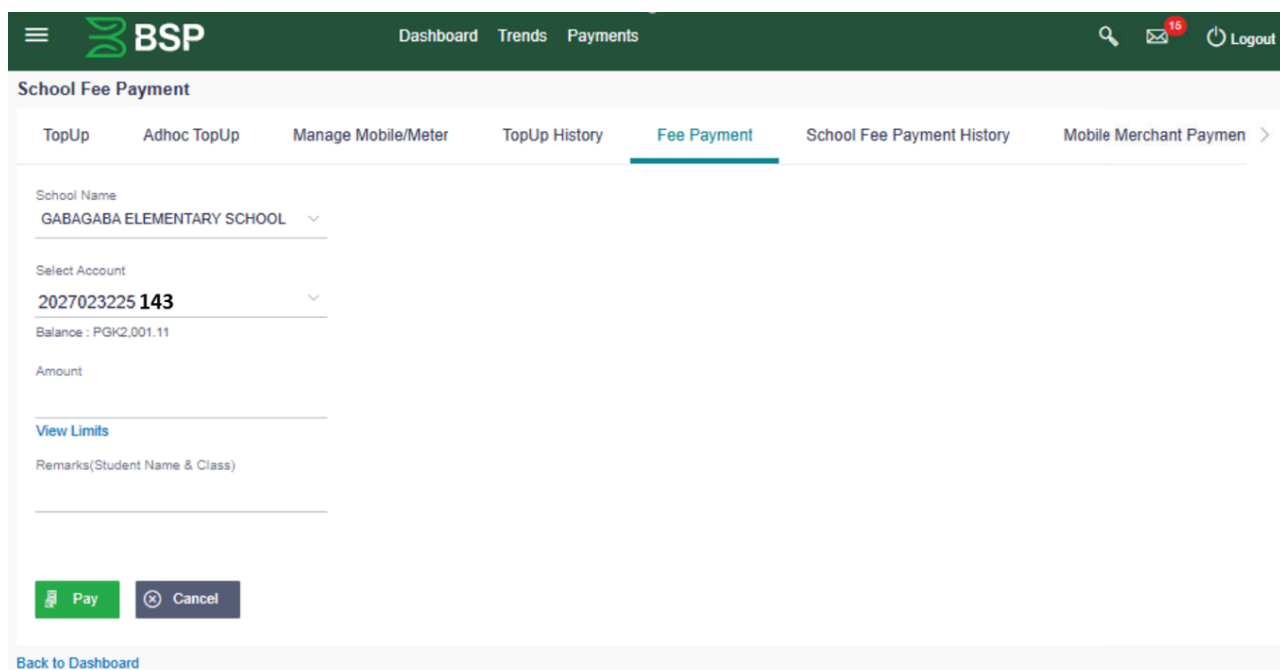 BSP Dashboard Trends Payments 15 Logout
School Fee Payment
TopUp Adhoc TopUp Manage Mobile/Meter TopUp History Fee Payment School Fee Payment History Mobile Merchant Paymen
School Name
GABAGABA ELEMENTARY SCHOOL
Select Account
2027023225 143
Balance : PGK2,001.11
Amount
View Limits
Remarks(Student Name & Class)
Pay Cancel
Back to Dashboard